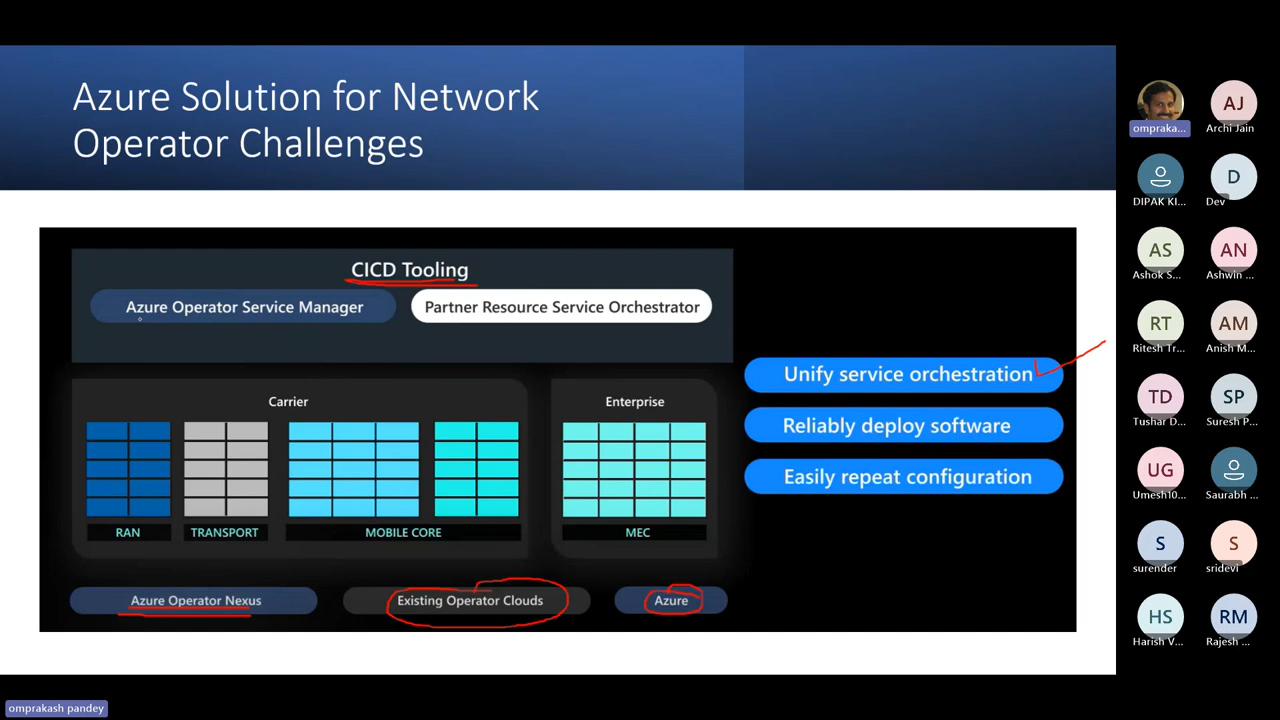 Azure Solution for Network
Operator Challenges
CICD Tooling
Azure Operator Service Manager
Partner Resource Service Orchestrator
Carrier
Enterprise
RAN
TRANSPORT
MOBILE CORE
MEC
Azure Operator Nexus
Existing Operator Clouds
Azure
Unify service orchestration
Reliably deploy software
Easily repeat configuration
ompraka...
AJ
Archi Jain
DIPAK KI...
D
Dev
AS
Ashok S...
AN
Ashwin ...
RT
Ritesh Tr...
AM
Anish M...
TD
Tushar D...
SP
Suresh P...
UG
Umesh10...
Saurabh ...
S
surender
S
sridevi
HS
Harish V...
RM
Rajesh ...
omprakash pandey